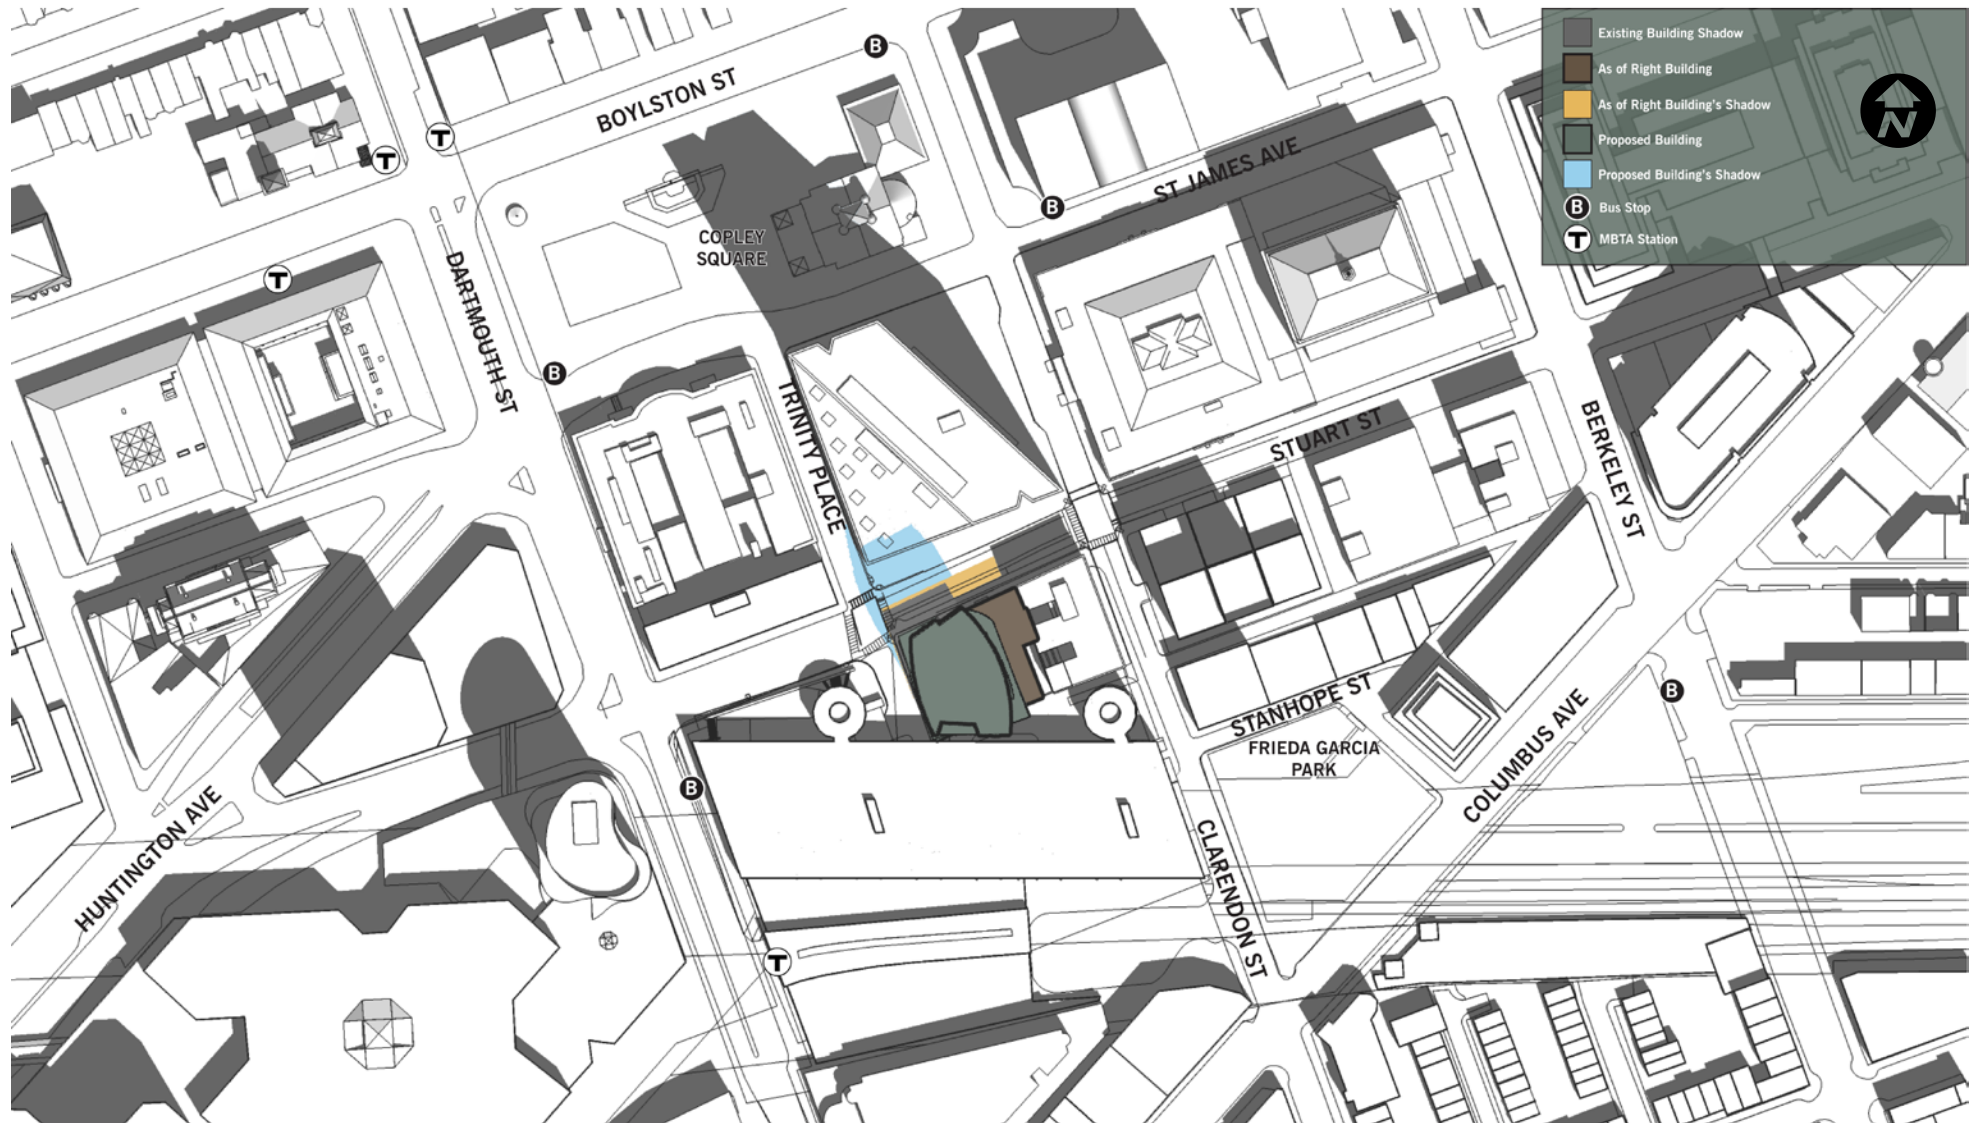 Existing Building Shadow
As of Right Building
As of Right Building's Shadow
Proposed Building
Proposed Building's Shadow
B Bus Stop
T MBTA Station
N
B
BOYLSTON ST
T
T
ST JAMES AVE
B
COPLEY
SQUARE
T
DARTMOUTH ST
B
TRINITY PLACE
STUART ST
BERKELEY ST
STANHOPE ST
B
FRIEDA GARCIA
PARK
COLUMBUS AVE
B
HUNTINGTON AVE
CLARENDON ST
T